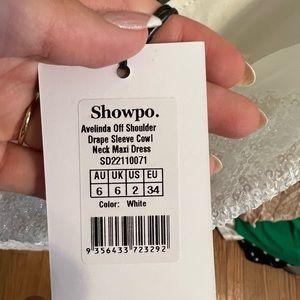 Showpo.
Avelinda Off Shoulder
Drape Sleeve Cowl
Neck Maxi Dress
SD22110071
AU UK US EU
6 6 2 34
Color: White
9 356433 723292